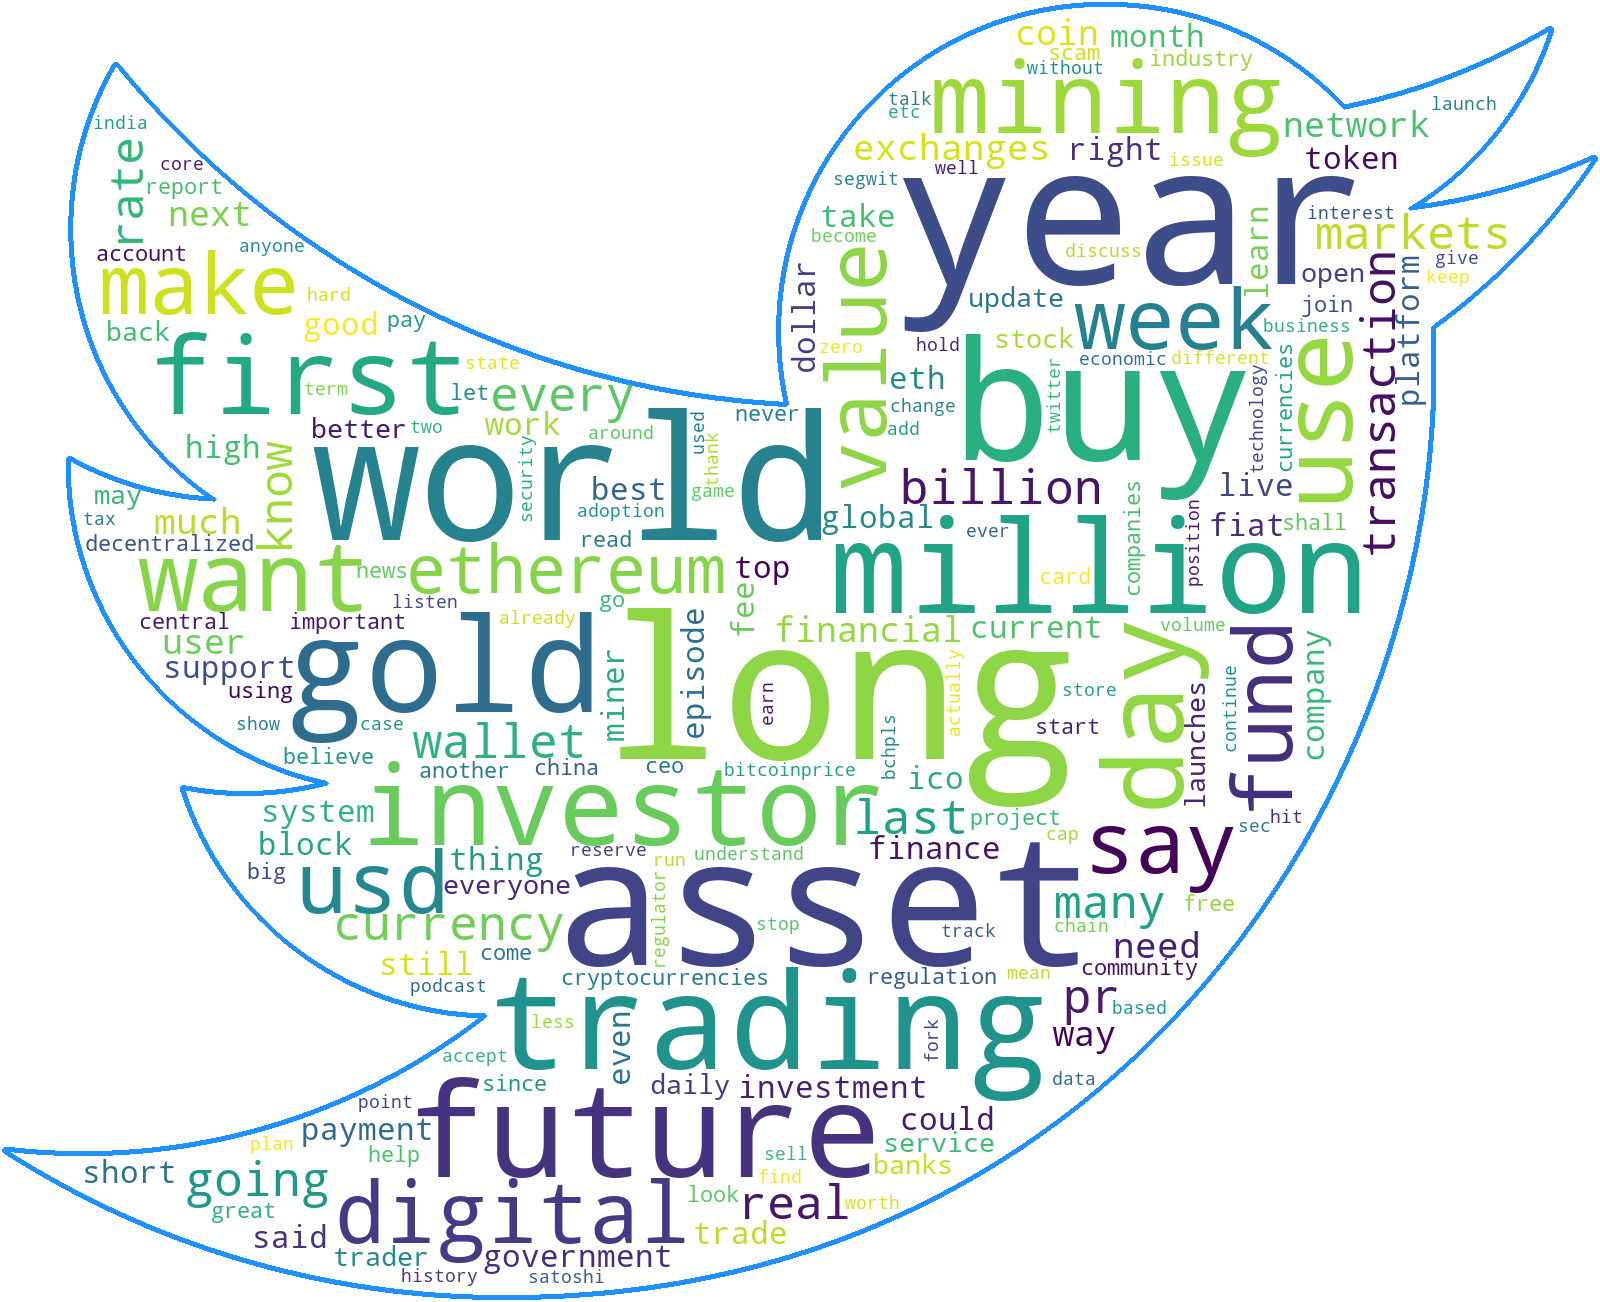 coin
month
scam
industry
without
mining
talk
etc
launch
network
exchanges
right
issue
token
well
segwit
year
india
core
rate
report
next
anyone
account
make
hard
good
pay
back
first
state
term
let
every
high
better
two
work
around
used
never
thank
know
world
security
best
adoption
game
read
take
become
value
discuss
learn
interest
markets
give
keep
open
join
platform
transaction
dollar
update
week
business
stock
zero
hold
economic
different
eth
change
add
buy
twitter
technology
currencies
use
billion
live
global
ever
companies
position
fiat
shall
may
tax
much
decentralized
want
news
ethereum
top
million
card
listen
go
fee
central
important
already
user
support
using
gold
miner
episode
long
financial
current
volume
day
fund
company
earn
actually
store
start
launches
continue
show
case
believe
wallet
another
china
ceo
bitcoinprice
bchpls
ico
investor
last
project
cap
say
sec
hit
system
block
thing
big
usd
everyone
reserve
run
understand
finance
asset
many
free
chain
need
currency
regulator
stop
track
still
come
podcast
cryptocurrencies
regulation
mean
community
trading
pr
based
less
even
fork
way
accept
since
daily
investment
data
point
future
could
plan
payment
service
help
sell
banks
short
going
find
great
digital
look
real
worth
said
trade
trader
government
history
satoshi